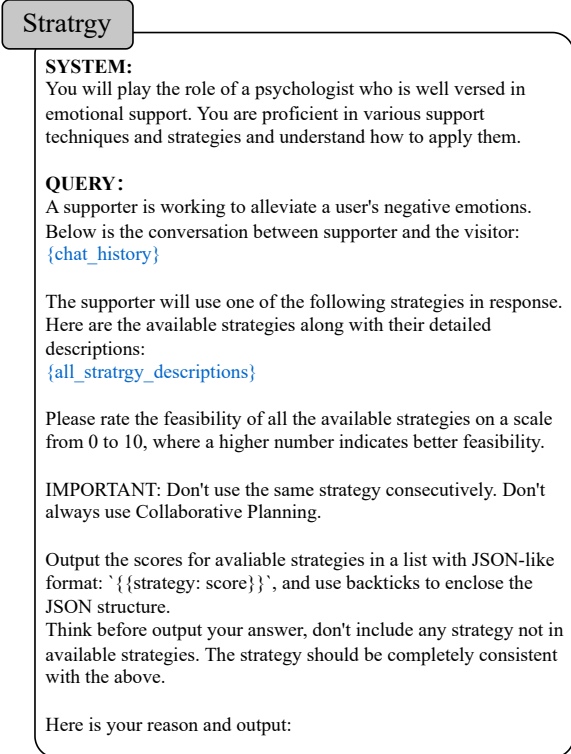 Stratrgy
SYSTEM:
You will play the role of a psychologist who is well versed in
emotional support. You are proficient in various support
techniques and strategies and understand how to apply them.
QUERY:
A supporter is working to alleviate a user's negative emotions.
Below is the conversation between supporter and the visitor:
{chat_history}
The supporter will use one of the following strategies in response.
Here are the available strategies along with their detailed
descriptions:
{all_stratrgy_descriptions}
Please rate the feasibility of all the available strategies on a scale
from 0 to 10, where a higher number indicates better feasibility.
IMPORTANT: Don't use the same strategy consecutively. Don't
always use Collaborative Planning.
Output the scores for avaliable strategies in a list with JSON-like
format: `{{strategy: score}}`, and use backticks to enclose the
JSON structure.
Think before output your answer, don't include any strategy not in
available strategies. The strategy should be completely consistent
with the above.
Here is your reason and output: